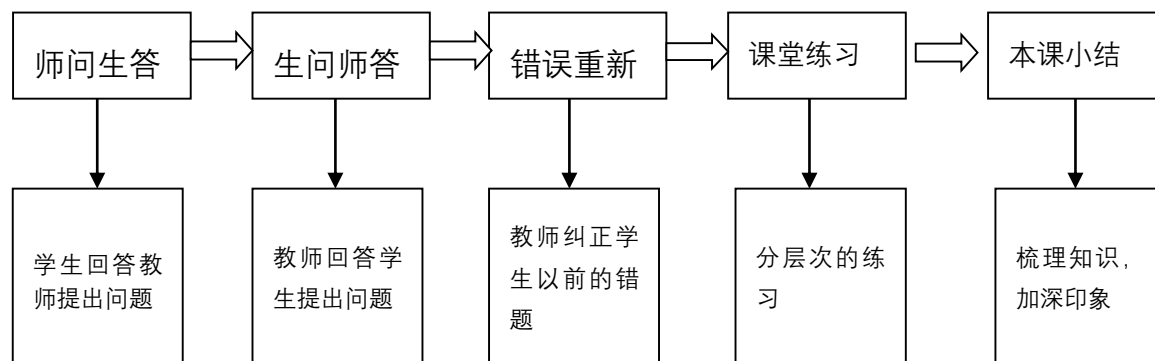 师问生答
生问师答
错误重新
课堂练习
本课小结
学生回答教
师提出问题
教师回答学
生提出问题
教师纠正学
生以前的错
题
分层次的练
习
梳理知识,
加深印象